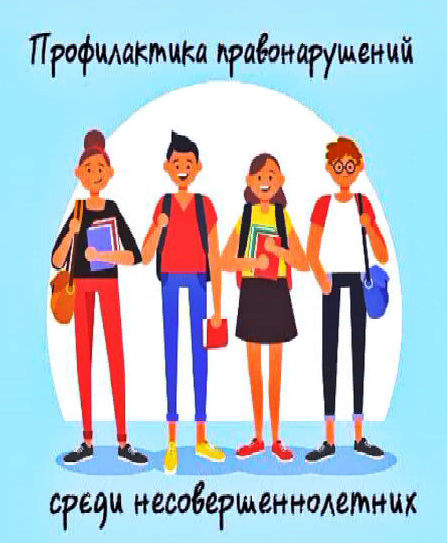 Профилактика правонарушений
среди несовершеннолетних